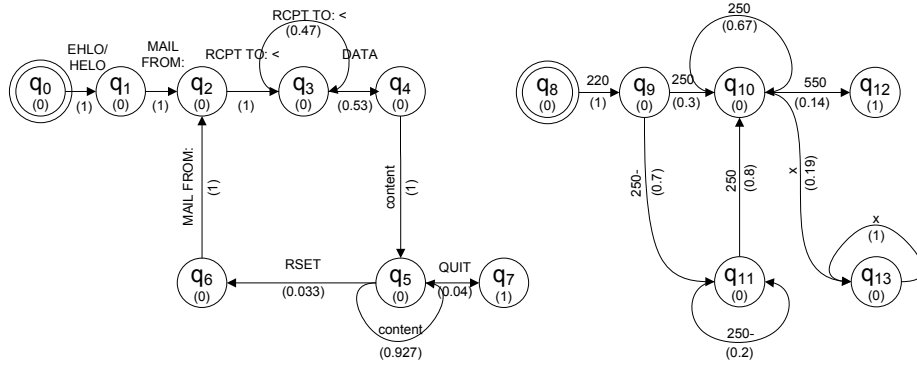 RCPT TO: <
(0.47)
EHLO/
HELO
(1)
MAIL
FROM:
(1)
RCPT TO: <
(1)
DATA
(0.53)
q0
(0)
q1
(0)
q2
(0)
q3
(0)
q4
(0)
MAIL FROM:
(1)
content
(1)
q6
(0)
RSET
(0.033)
q5
(0)
QUIT
(0.04)
q7
(1)
content
(0.927)
250
(0.67)
q8
(0)
220
(1)
q9
(0)
250
(0.3)
q10
(0)
550
(0.14)
q12
(1)
250-
(0.7)
250
(0.8)
x
(0.19)
x
(1)
q11
(0)
q13
(0)
250-
(0.2)